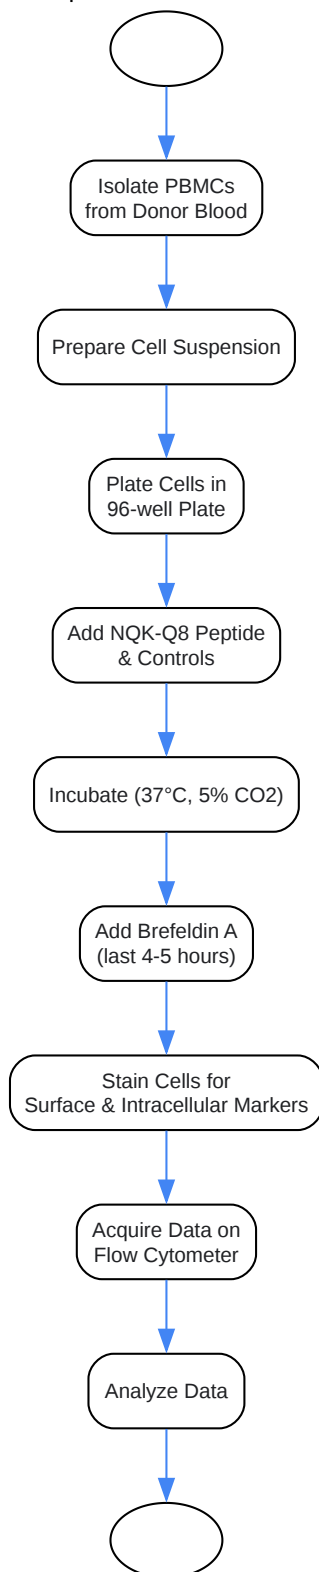 Isolate PBMCs
from Donor Blood
Prepare Cell Suspension
Plate Cells in
96-well Plate
Add NQK-Q8 Peptide
& Controls
Incubate (37°C, 5% CO2)
Add Brefeldin A
(last 4-5 hours)
Stain Cells for
Surface & Intracellular Markers
Acquire Data on
Flow Cytometer
Analyze Data